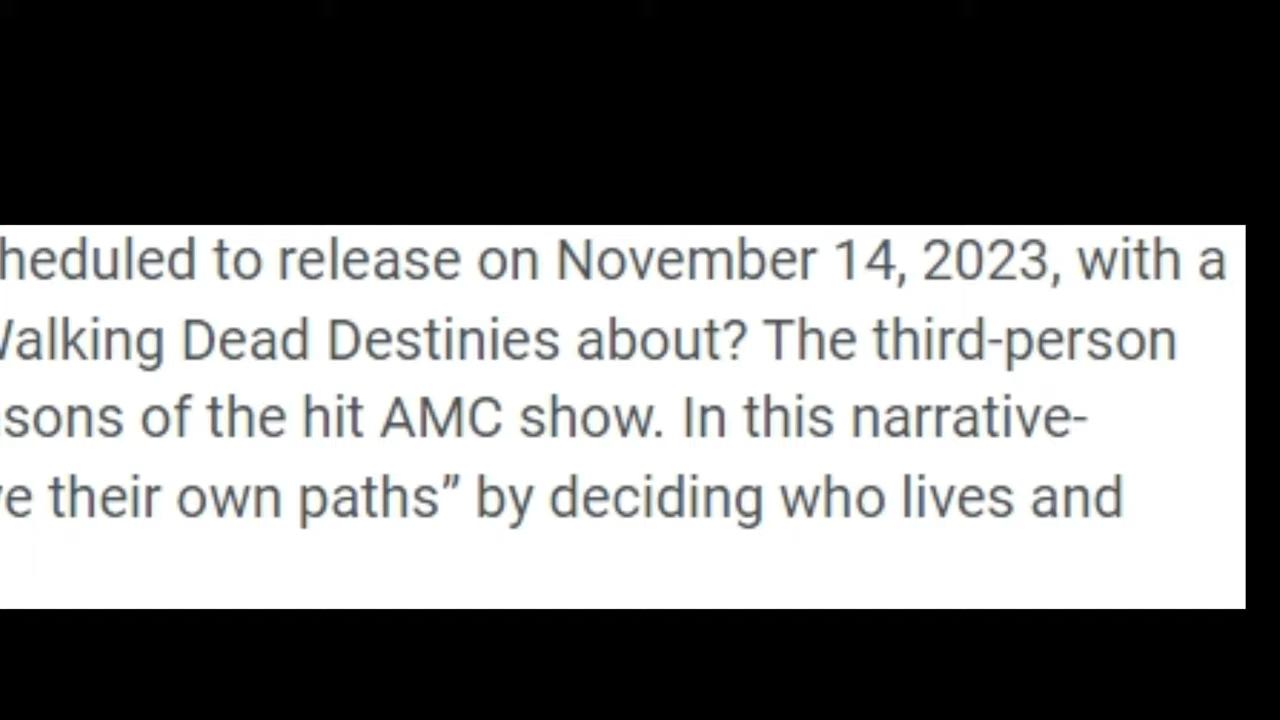 heduled to release on November 14, 2023, with a
Walking Dead Destinies about? The third-person
sons of the hit AMC show. In this narrative-
e their own paths” by deciding who lives and